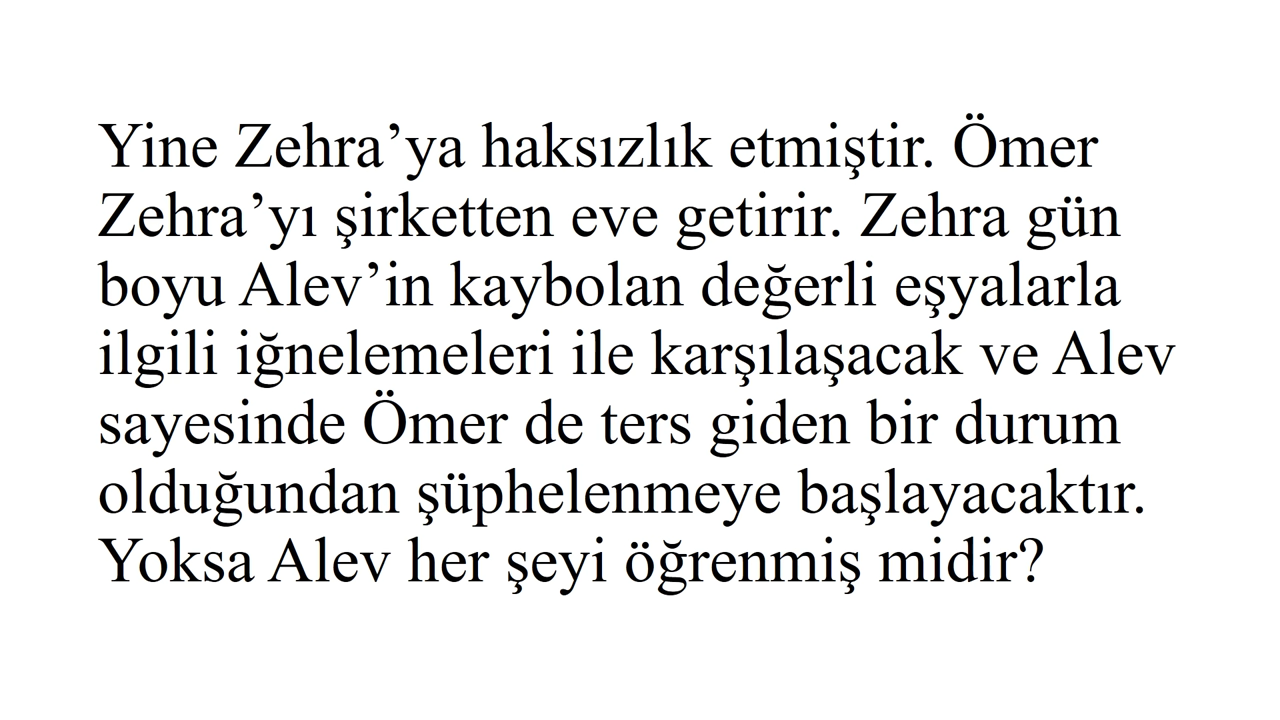 Yine Zehra’ya haksızlık etmiştir. Ömer
Zehra’yı şirketten eve getirir. Zehra gün
boyu Alev’in kaybolan değerli eşyalarla
ilgili iğnelemeleri ile karşılaşacak ve Alev
sayesinde Ömer de ters giden bir durum
olduğundan şüphelenmeye başlayacaktır.
Yoksa Alev her şeyi öğrenmiş midir?